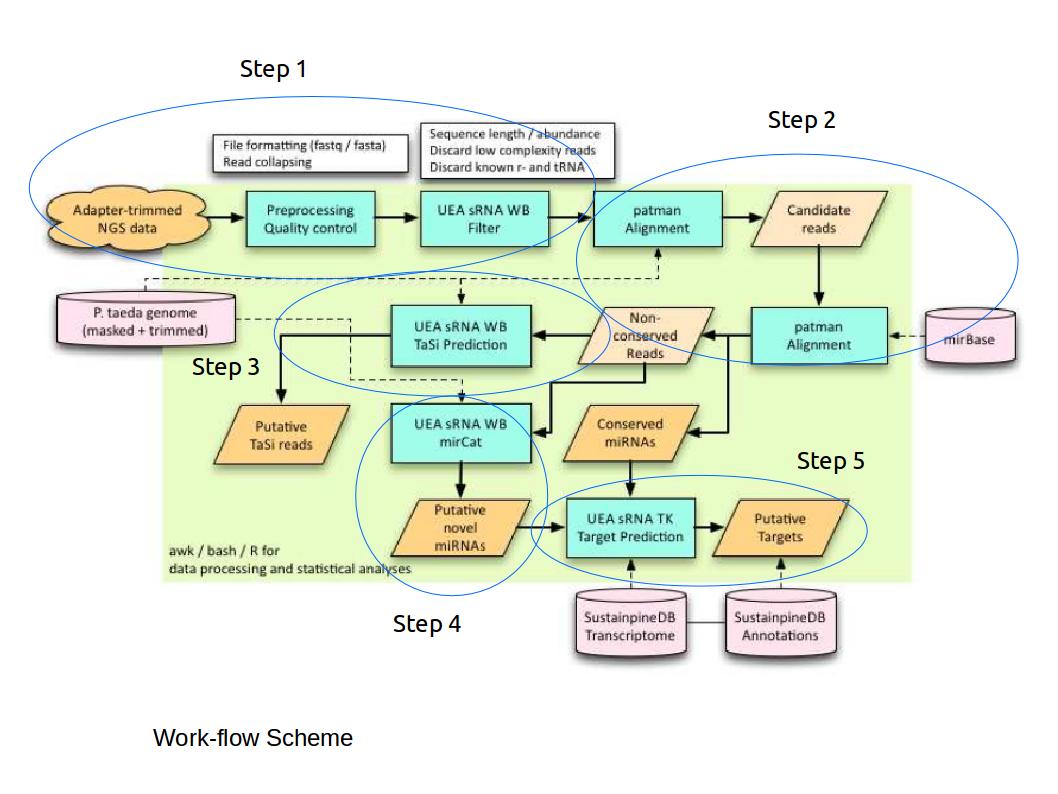 Step 1
Step 2
File formatting (fastq / fasta)
Read collapsing
Sequence length / abundance
Discard low complexity reads
Discard known r- and tRNA
Adapter-trimmed
NGS data
Preprocessing
Quality control
UEA sRNA WB
Filter
patman
Alignment
Candidate
reads
P. taeda genome
(masked + trimmed)
UEA sRNA WB
TaSi Prediction
Non-
conserved
Reads
patman
Alignment
mirBase
Step 3
Putative
TaSi reads
UEA sRNA WB
mirCat
Conserved
miRNAs
Step 5
Putative
novel
miRNAs
UEA sRNA TK
Target Prediction
Putative
Targets
awk / bash / R for
data processing and statistical analyses
Step 4
SustainpineDB
Transcriptome
SustainpineDB
Annotations
Work-flow Scheme